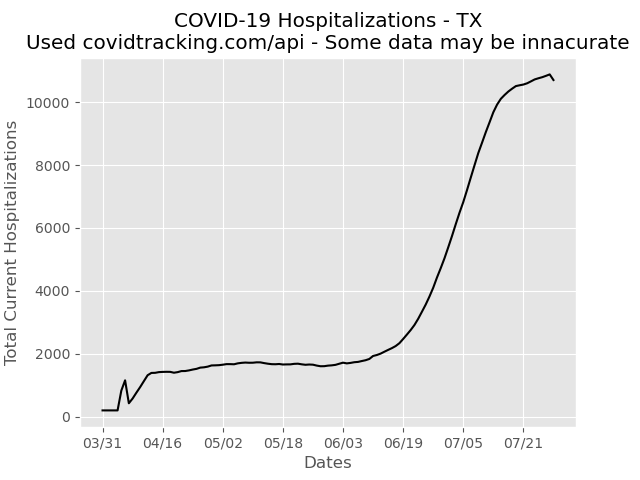 COVID-19 Hospitalizations - TX
Used covidtracking.com/api - Some data may be innacurate
Total Current Hospitalizations
10000
8000
6000
4000
2000
0
03/31 04/16 05/02 05/18 06/03 06/19 07/05 07/21
Dates